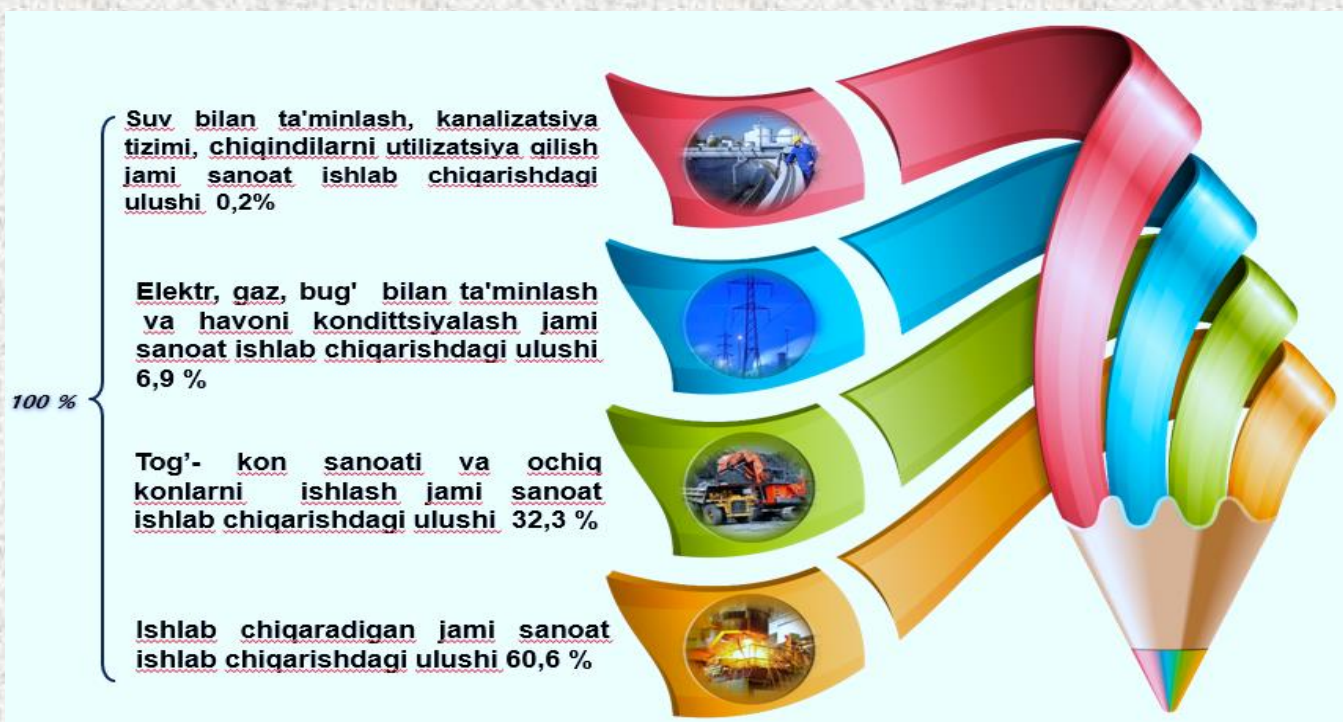 Suv bilan ta'minlash, kanalizatsiya
tizimi, chiqindilarni utilizatsiya qilish
jami sanoat ishlab chiqarishdagi
ulushi 0,2%
Elektr, gaz, bug' bilan ta'minlash
va havoni kondittsiyalash jami
sanoat ishlab chiqarishdagi ulushi
6,9 %
100 %
Tog’- kon sanoati va ochiq
konlarni ishlash jami sanoat
ishlab chiqarishdagi ulushi 32,3 %
Ishlab chiqaradigan jami sanoat
ishlab chiqarishdagi ulushi 60,6 %